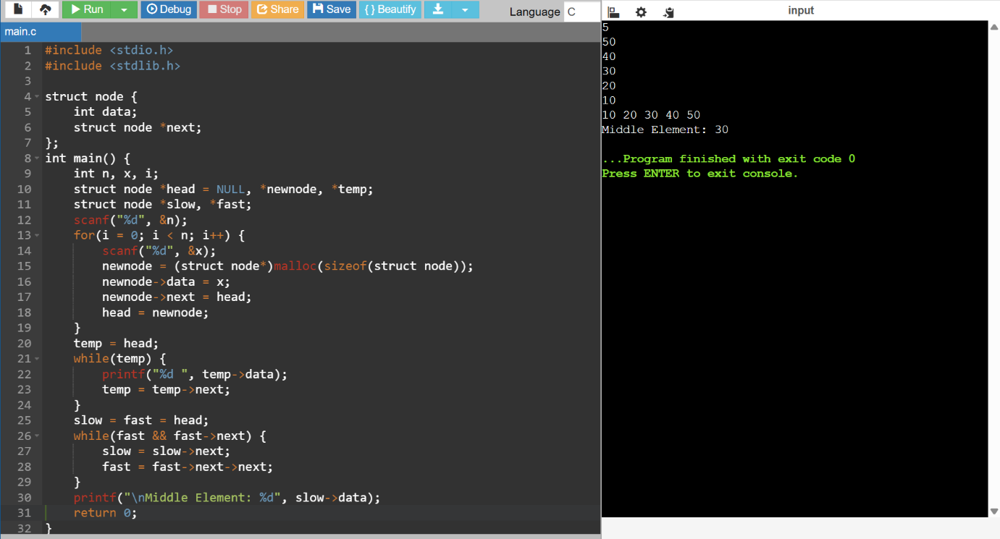 Run Debug Stop Share Save { } Beautify Language C
main.c
1 #include <stdio.h>
2 #include <stdlib.h>
3
4 struct node {
5     int data;
6     struct node *next;
7 };
8 int main() {
9     int n, x, i;
10     struct node *head = NULL, *newnode, *temp;
11     struct node *slow, *fast;
12     scanf("%d", &n);
13     for(i = 0; i < n; i++) {
14         scanf("%d", &x);
15         newnode = (struct node*)malloc(sizeof(struct node));
16         newnode->data = x;
17         newnode->next = head;
18         head = newnode;
19     }
20     temp = head;
21     while(temp) {
22         printf("%d ", temp->data);
23         temp = temp->next;
24     }
25     slow = fast = head;
26     while(fast && fast->next) {
27         slow = slow->next;
28         fast = fast->next->next;
29     }
30     printf("\nMiddle Element: %d", slow->data);
31     return 0;
32 }
input
5
50
40
30
20
10
10 20 30 40 50
Middle Element: 30
...Program finished with exit code 0
Press ENTER to exit console.